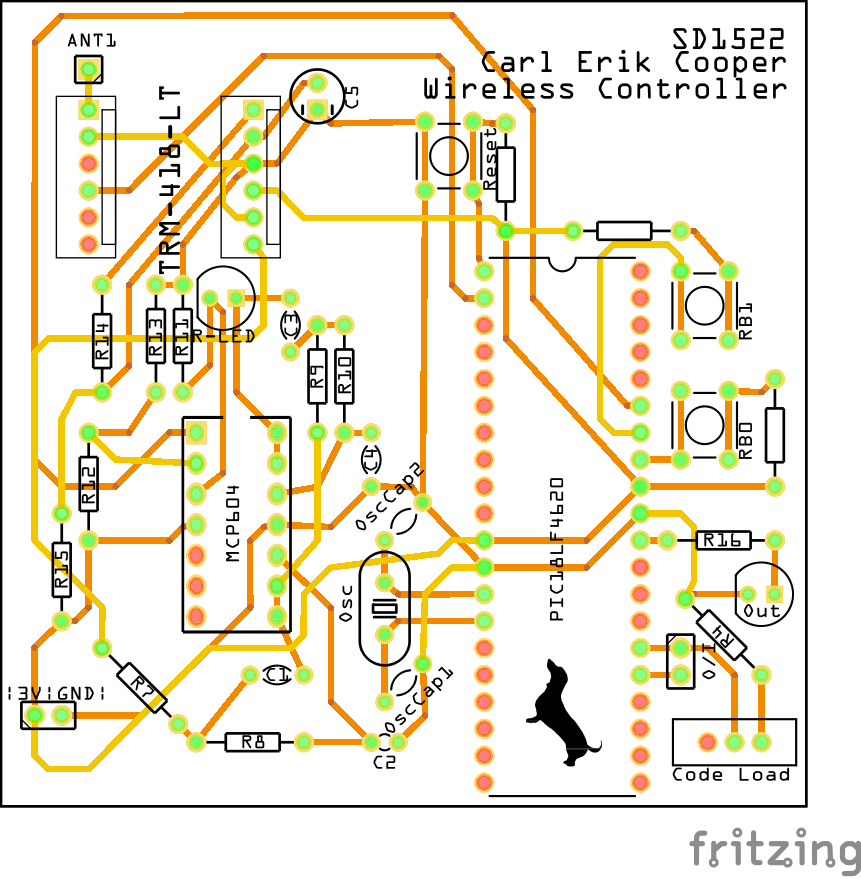 ANT1
SD1522
Carl Erik Cooper
Wireless Controller
TRM-418-LT
C5
Reset
R-LED
R14
R13
R11
C3
R9
R10
RB1
RB0
C4
R12
MCP604
OscCap2
PIC18LF4620
R15
Osc
R16
Out
R4
O/I
|3V|GND|
R7
C1
OscCap1
R8
C2
Code Load
fritzing